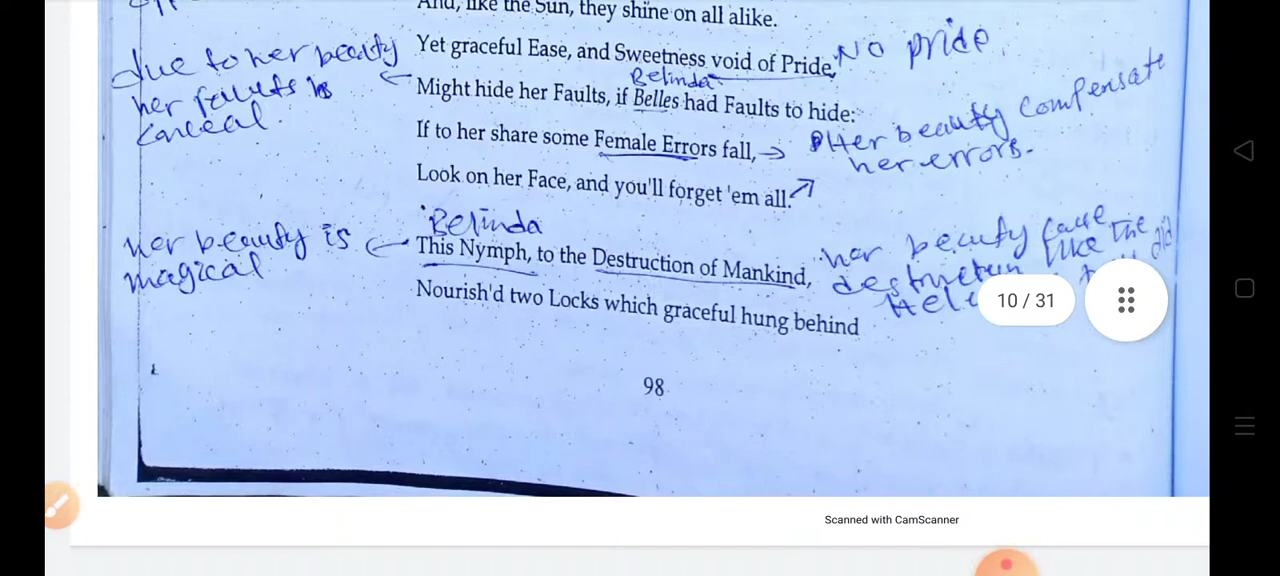 And, like the Sun, they shine on all alike.
Yet graceful Ease, and Sweetness void of Pride,
No pride.
due to her beauty
her faults is
conceal.
Belinda
Might hide her Faults, if Belles had Faults to hide:
If to her share some Female Errors fall,
Her beauty compensate
her errors.
Look on her Face, and you'll forget 'em all.
Belinda
her beauty is
magical
This Nymph, to the Destruction of Mankind,
her beauty cause
destruction like the
did
Nourish'd two Locks which graceful hung behind
10 / 31
98
Scanned with CamScanner